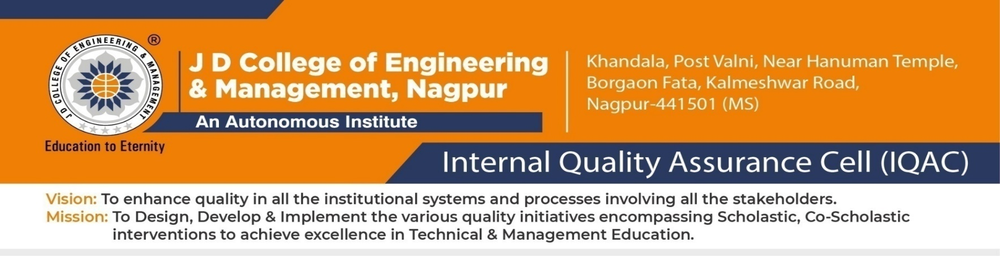 J D COLLEGE OF ENGINEERING & MANAGEMENT
®
Education to Eternity
J D College of Engineering
& Management, Nagpur
An Autonomous Institute
Khandala, Post Valni, Near Hanuman Temple,
Borgaon Fata, Kalmeshwar Road,
Nagpur-441501 (MS)
Internal Quality Assurance Cell (IQAC)
Vision: To enhance quality in all the institutional systems and processes involving all the stakeholders.
Mission: To Design, Develop & Implement the various quality initiatives encompassing Scholastic, Co-Scholastic
interventions to achieve excellence in Technical & Management Education.